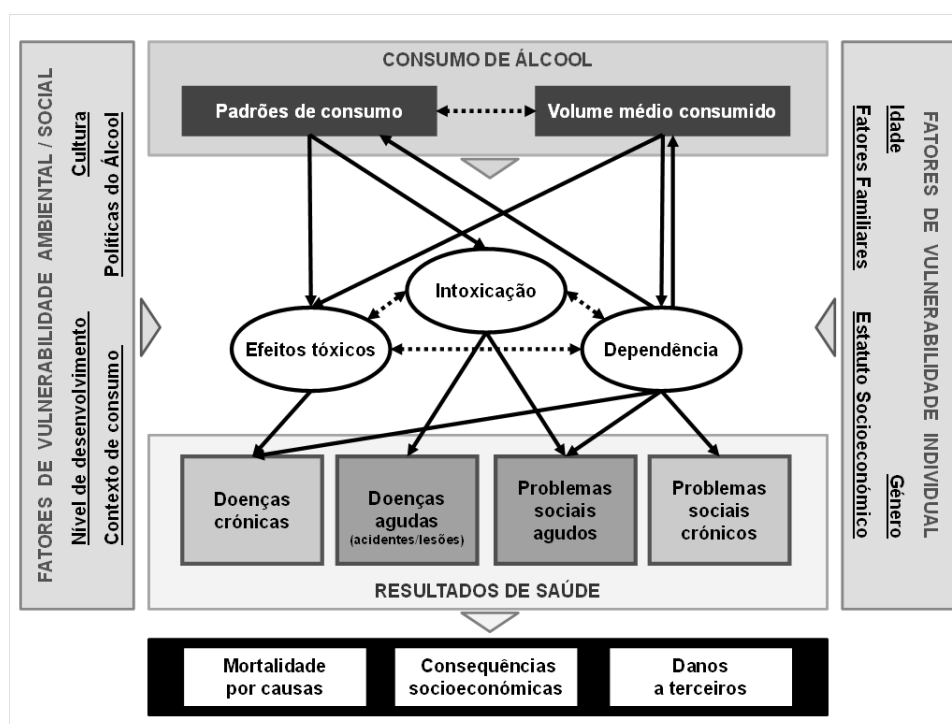 FATORES DE VULNERABILIDADE AMBIENTAL / SOCIAL
Cultura
Políticas do Álcool
Nível de desenvolvimento
Contexto de consumo
CONSUMO DE ÁLCOOL
Padrões de consumo
Volume médio consumido
Intoxicação
Efeitos tóxicos
Dependência
Doenças
crónicas
Doenças
agudas
(acidentes/lesões)
Problemas
sociais
agudos
Problemas
sociais
crónicos
RESULTADOS DE SAÚDE
Mortalidade
por causas
Consequências
socioeconómicas
Danos
a terceiros
FATORES DE VULNERABILIDADE INDIVIDUAL
Idade
Fatores Familiares
Género
Estatuto Socioeconómico